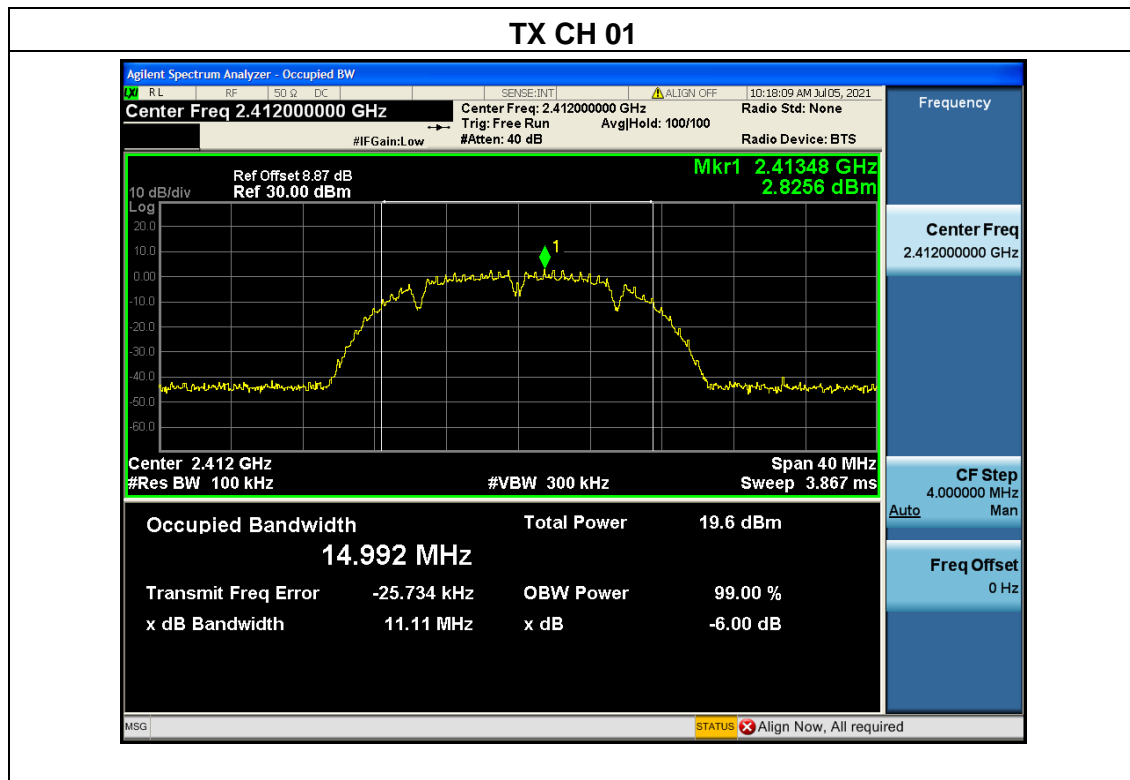 TX CH 01
Agilent Spectrum Analyzer - Occupied BW
LXI RL RF 50 Ω DC SENSE:INT ALIGN OFF 10:18:09 AM Jul 05, 2021
Center Freq 2.412000000 GHz
Center Freq: 2.412000000 GHz
Radio Std: None
Trig: Free Run Avg|Hold: 100/100
#IFGain:Low #Atten: 40 dB Radio Device: BTS
Frequency
Mkr1 2.41348 GHz
2.8256 dBm
Ref Offset 8.87 dB
10 dB/div Ref 30.00 dBm
Log
20.0
10.0
0.00
-10.0
-20.0
-30.0
-40.0
-50.0
-60.0
1
Center 2.412 GHz Span 40 MHz
#Res BW 100 kHz #VBW 300 kHz Sweep 3.867 ms
Center Freq
2.412000000 GHz
CF Step
4.000000 MHz
Auto Man
Freq Offset
0 Hz
Occupied Bandwidth Total Power 19.6 dBm
14.992 MHz
Transmit Freq Error -25.734 kHz OBW Power 99.00 %
x dB Bandwidth 11.11 MHz x dB -6.00 dB
MSG STATUS Align Now, All required